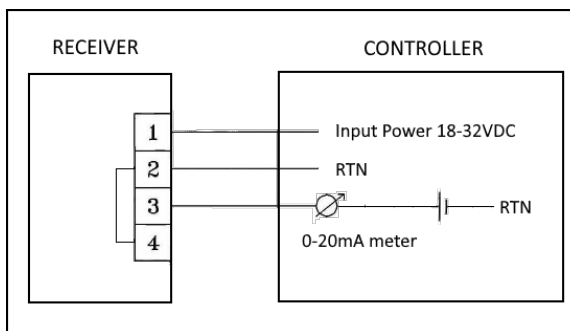 RECEIVER
CONTROLLER
1
Input Power 18-32VDC
2
RTN
3
RTN
0-20mA meter
4